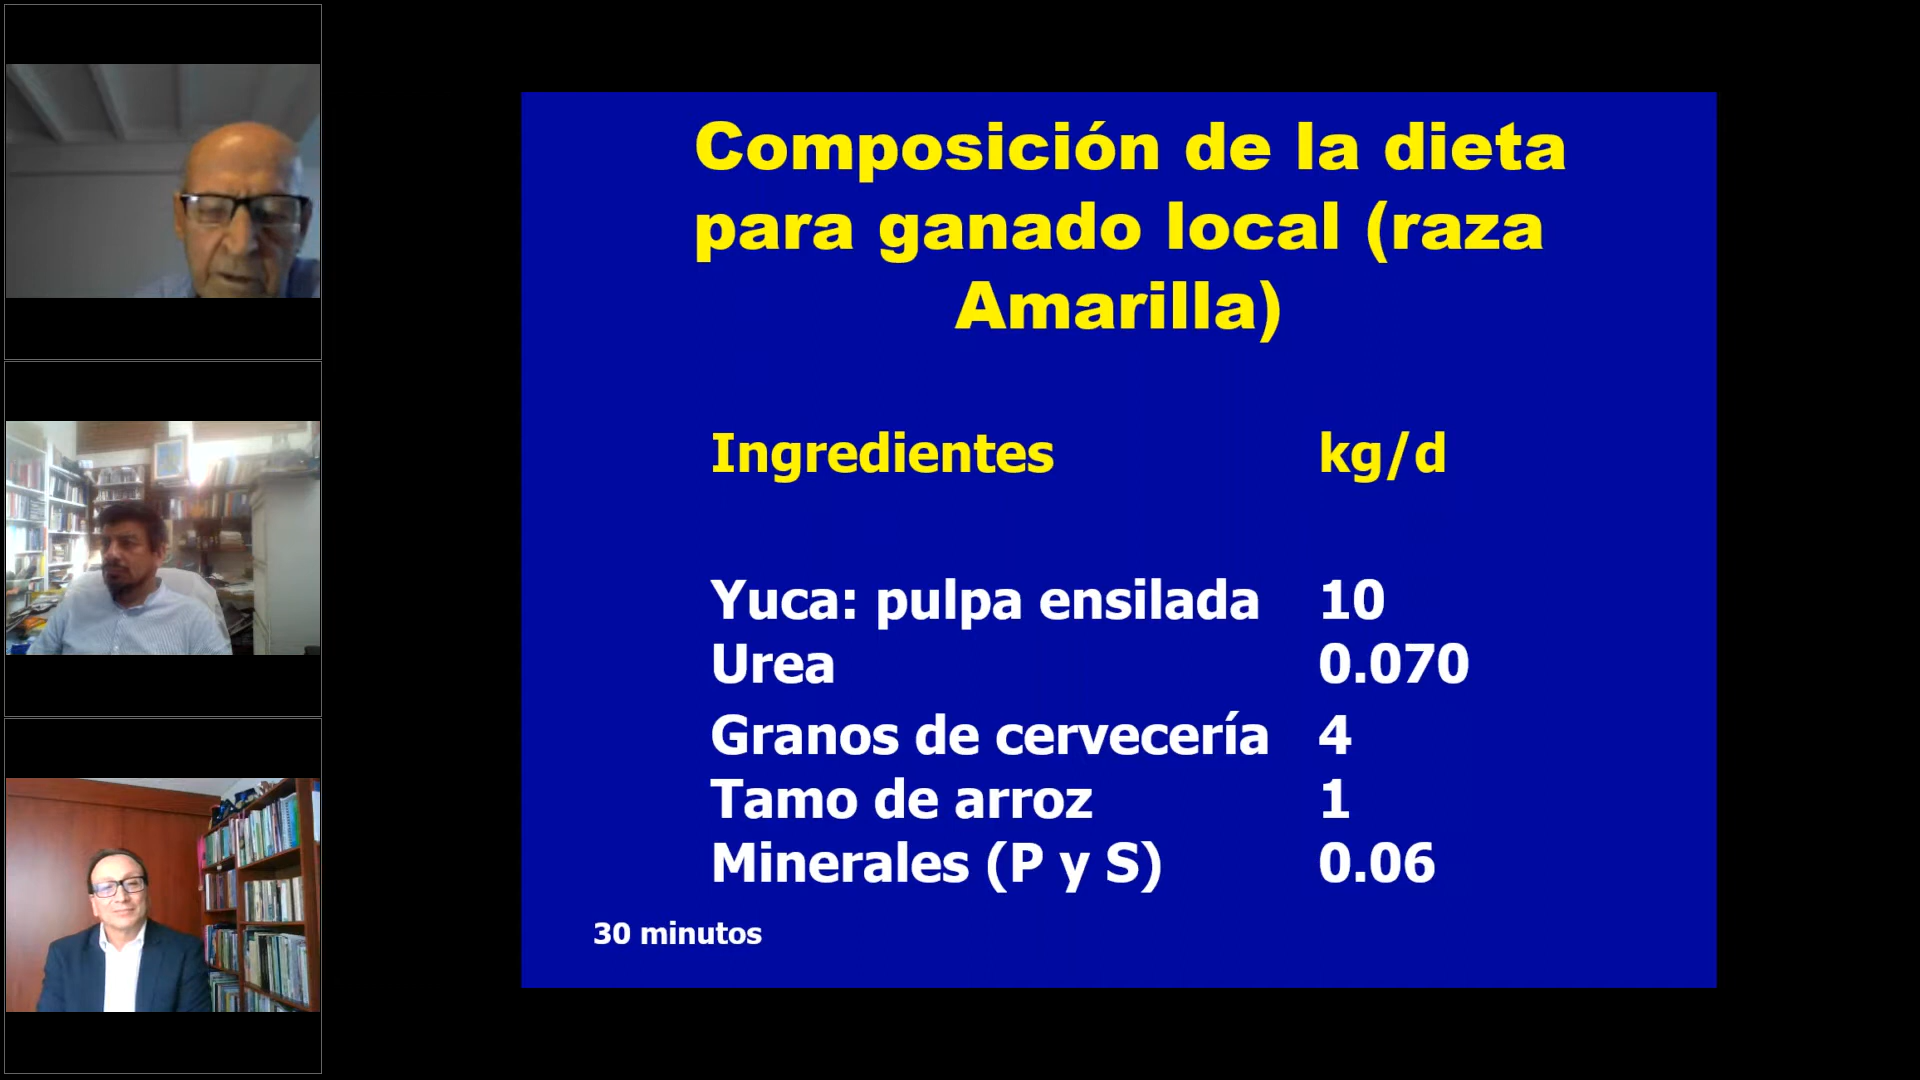 Composición de la dieta
para ganado local (raza
Amarilla)
Ingredientes kg/d
Yuca: pulpa ensilada 10
Urea 0.070
Granos de cervecería 4
Tamo de arroz 1
Minerales (P y S) 0.06
30 minutos